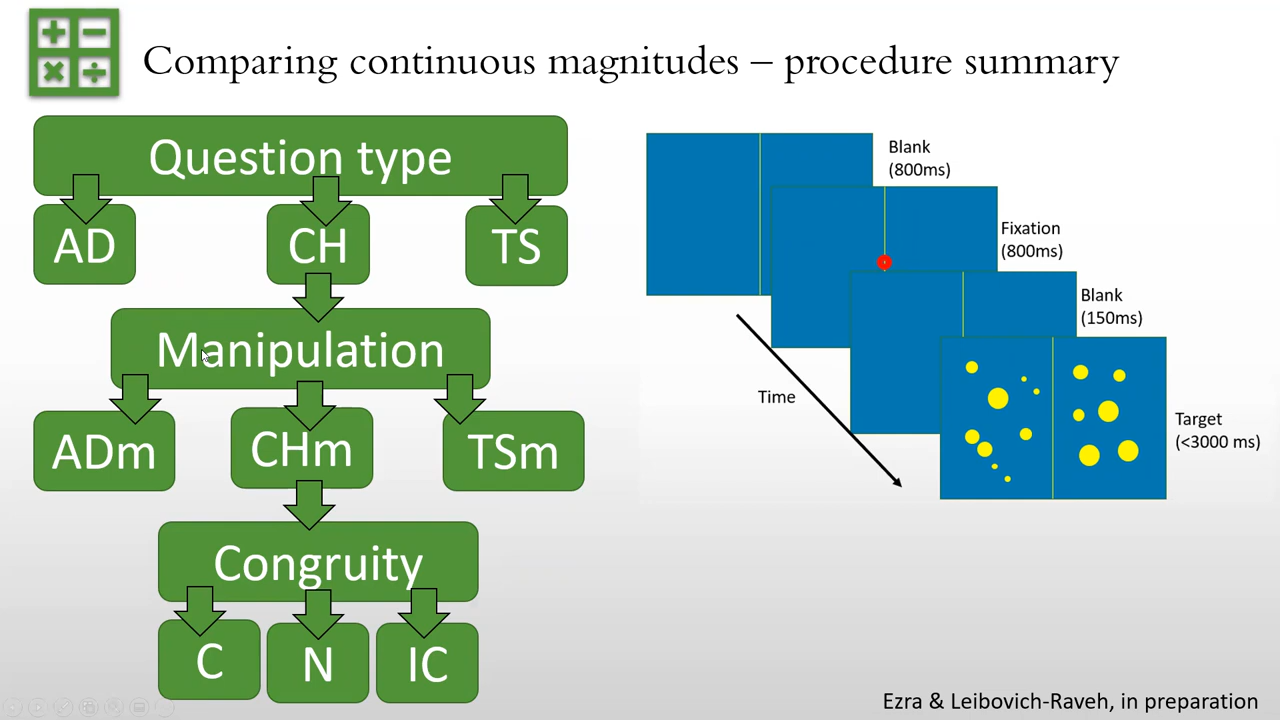 Comparing continuous magnitudes – procedure summary
Question type
AD
CH
TS
Manipulation
ADm
CHm
TSm
Congruity
C
N
IC
Blank
(800ms)
Fixation
(800ms)
Blank
(150ms)
Time
Target
(<3000 ms)
Ezra & Leibovich-Raveh, in preparation